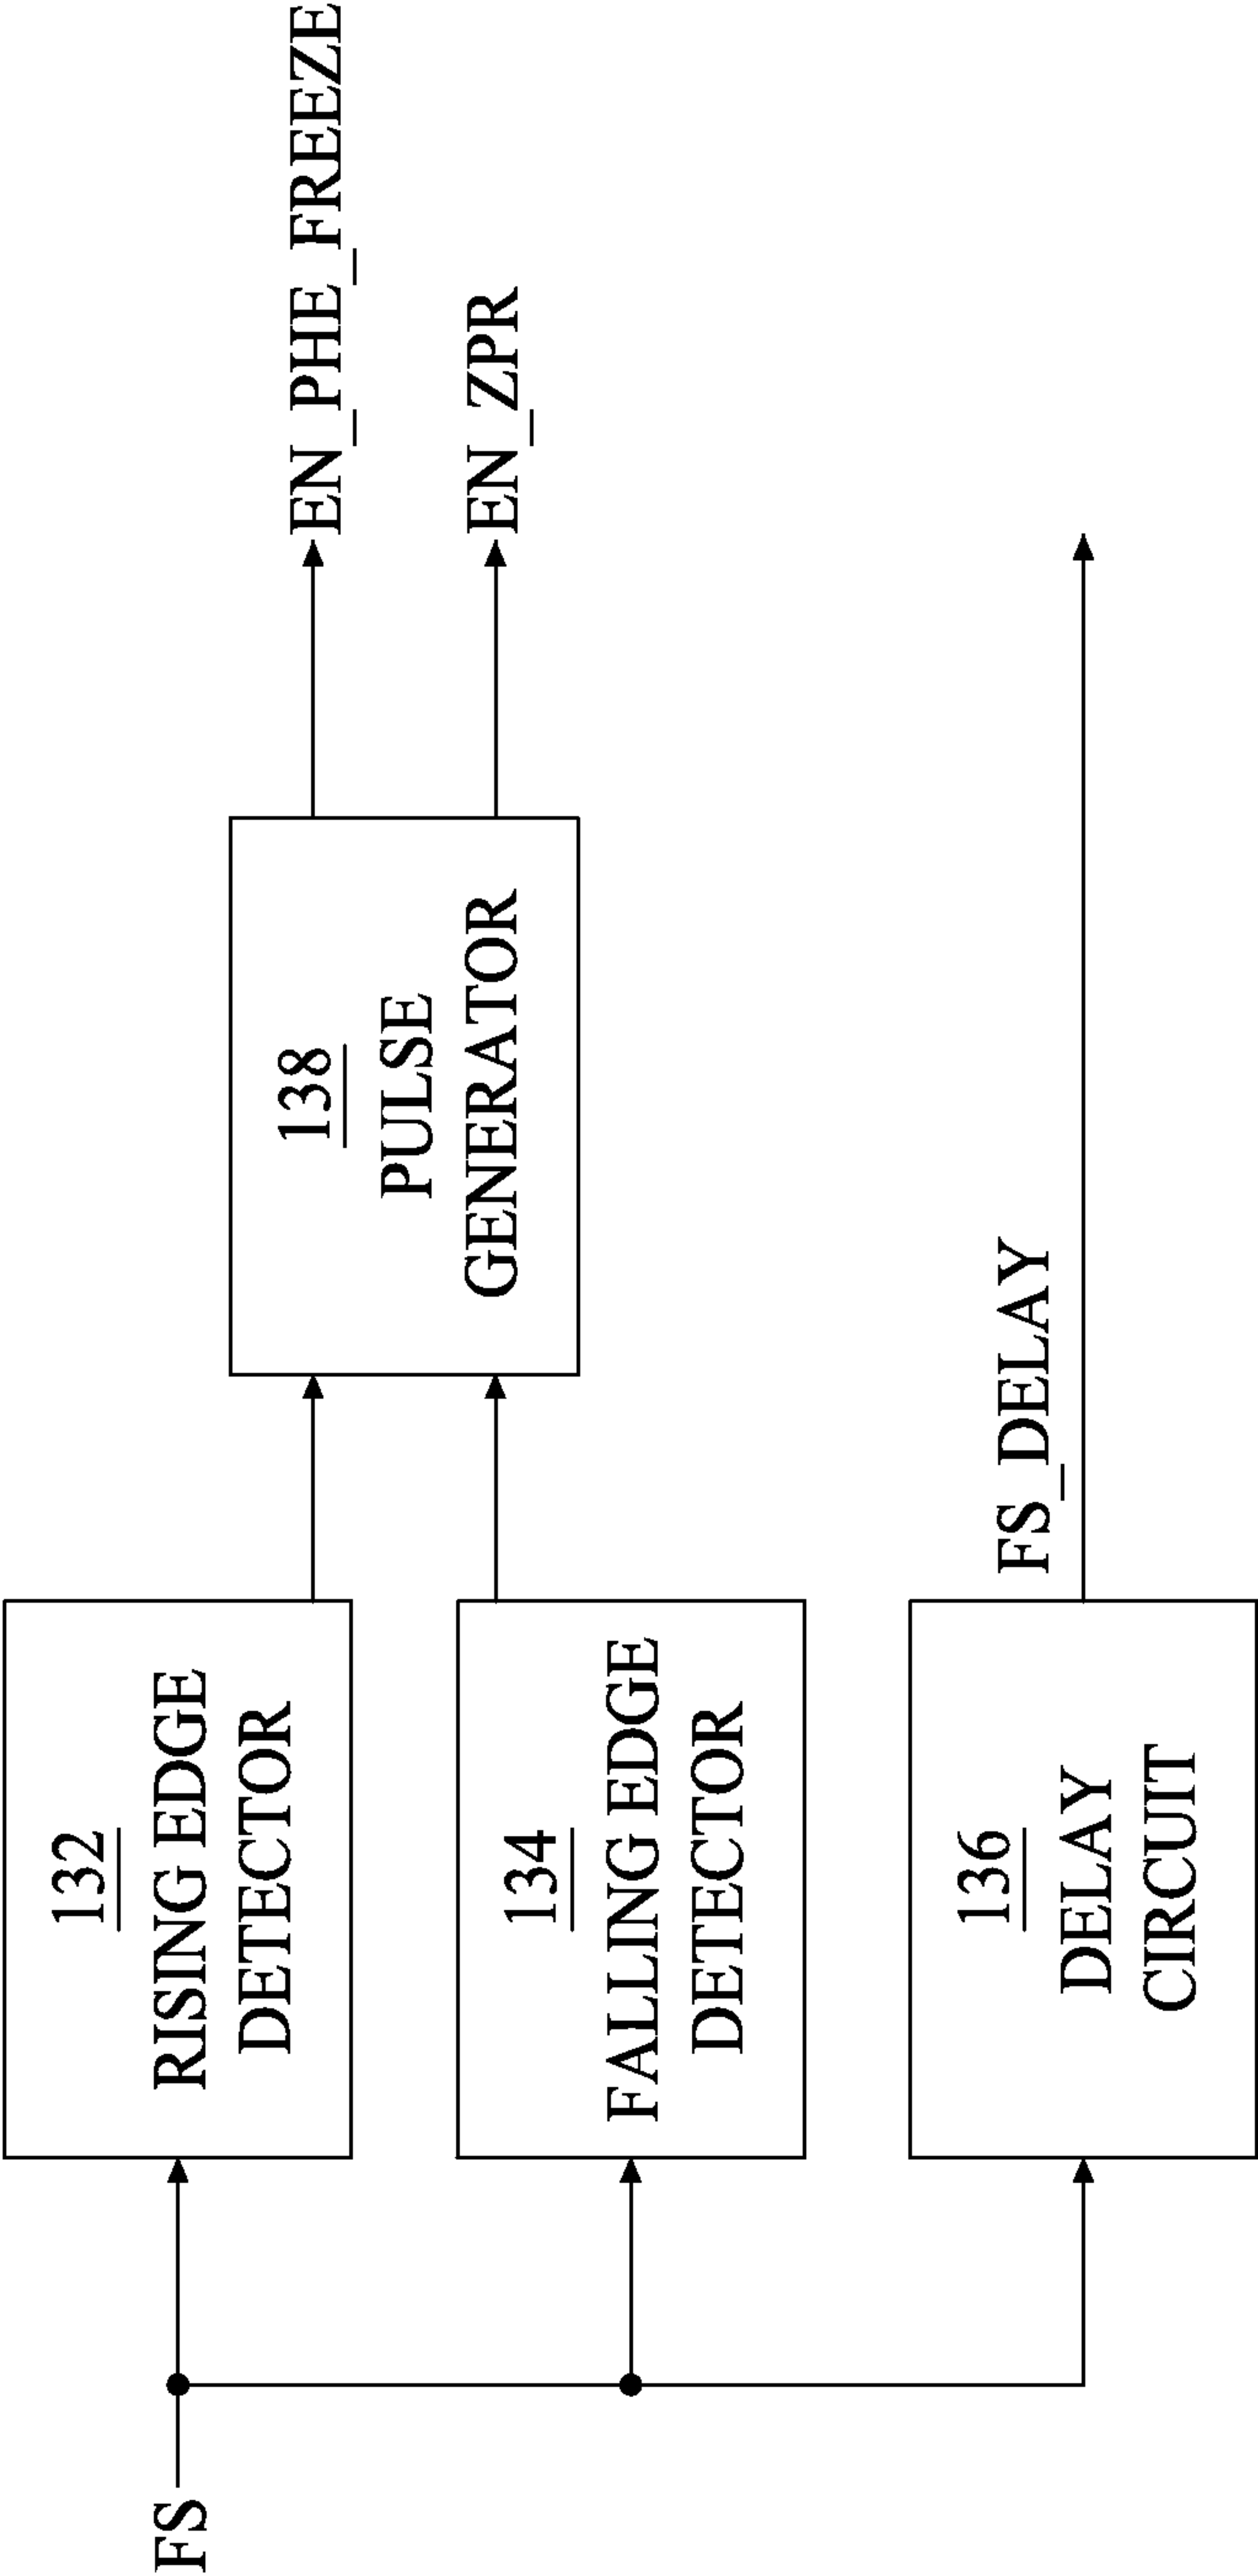 FS
132
RISING EDGE
DETECTOR
134
FALLING EDGE
DETECTOR
136
DELAY
CIRCUIT
138
PULSE
GENERATOR
FS_DELAY
EN_PHE_FREEZE
EN_ZPR